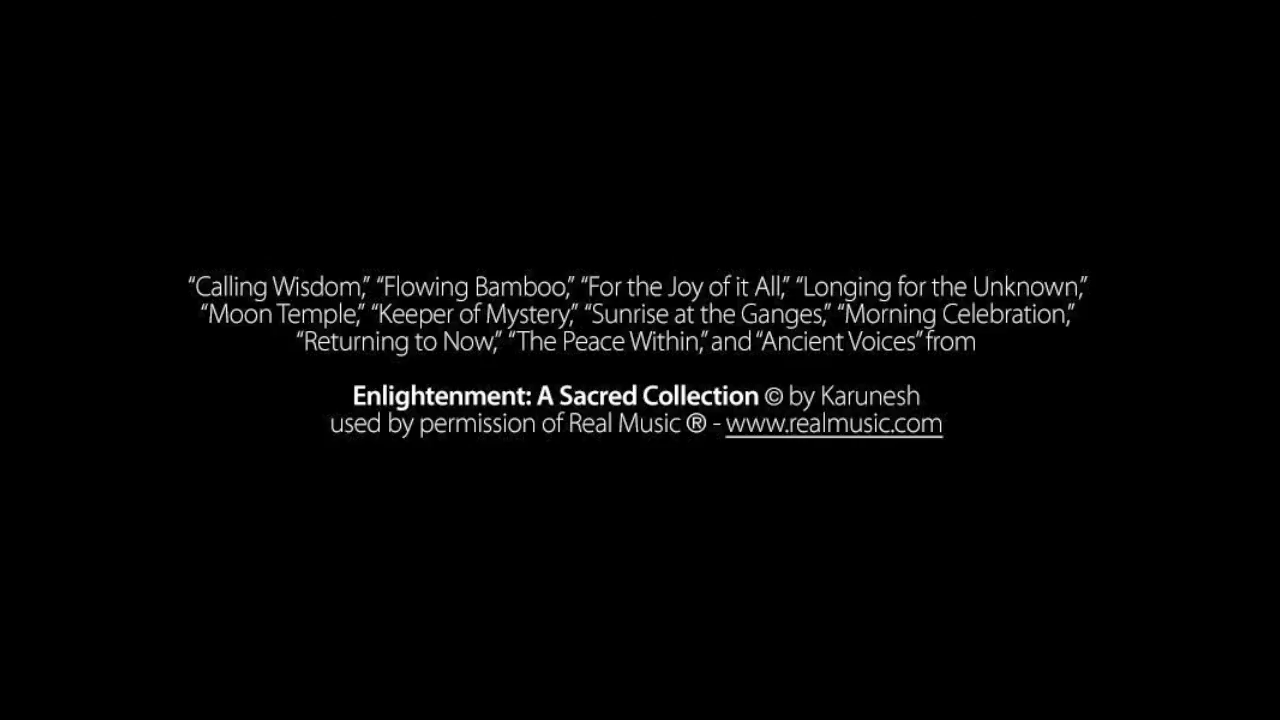 “Calling Wisdom,” “Flowing Bamboo,” “For the Joy of it All,” “Longing for the Unknown,”
“Moon Temple,” “Keeper of Mystery,” “Sunrise at the Ganges,” “Morning Celebration,”
“Returning to Now,” “The Peace Within,” and “Ancient Voices” from
Enlightenment: A Sacred Collection © by Karunesh
used by permission of Real Music ® - www.realmusic.com